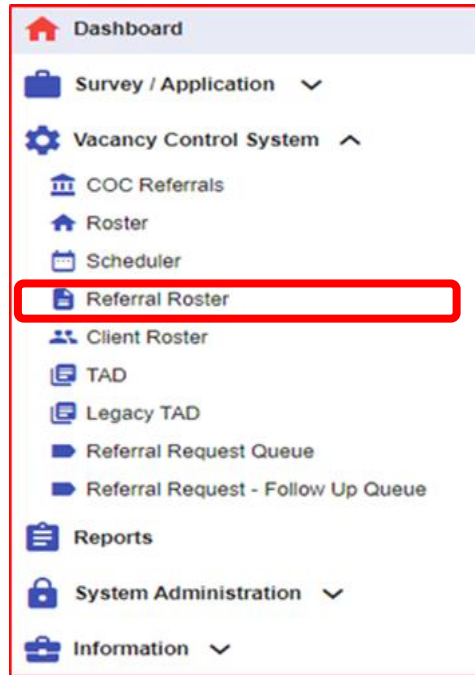 Dashboard
Survey / Application
Vacancy Control System
COC Referrals
Roster
Scheduler
Referral Roster
Client Roster
TAD
Legacy TAD
Referral Request Queue
Referral Request - Follow Up Queue
Reports
System Administration
Information